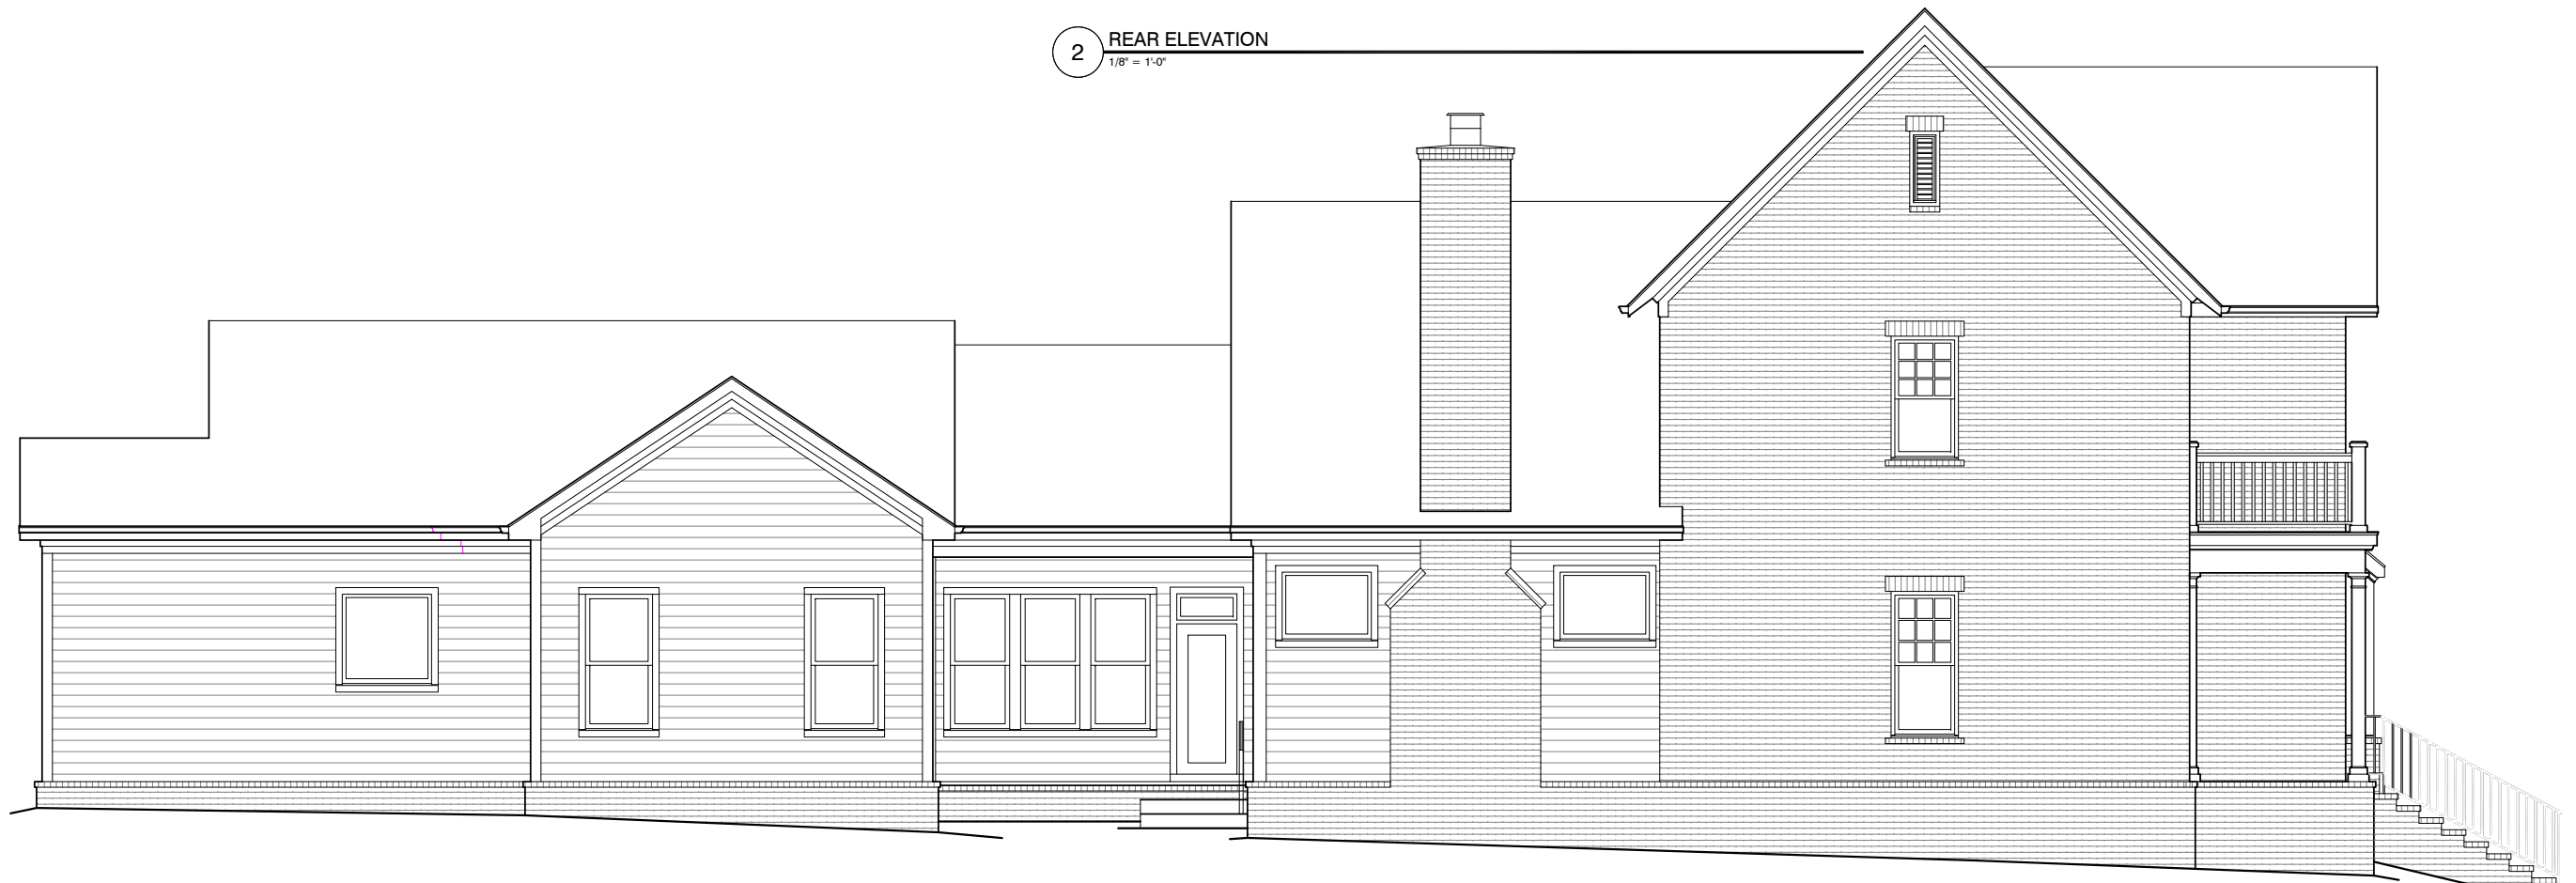 2
REAR ELEVATION
1/8" = 1'-0"